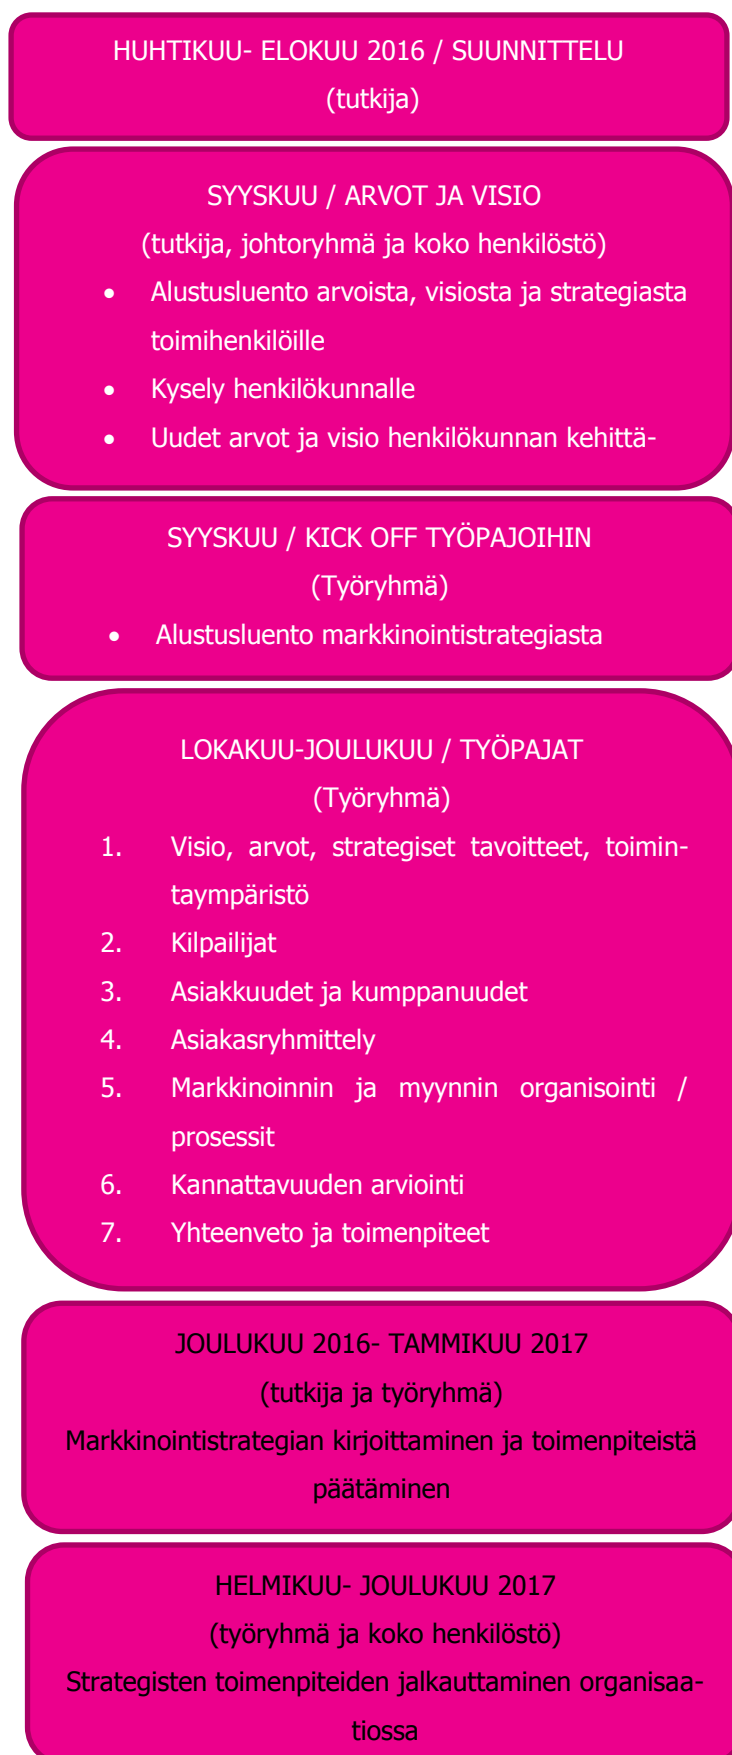 HUHTIKUU- ELOKUU 2016 / SUUNNITTELU
(tutkija)
SYYSKUU / ARVOT JA VISIO
(tutkija, johtoryhmä ja koko henkilöstö)
• Alustusluento arvoista, visiosta ja strategiasta
toimihenkilöille
• Kysely henkilökunnalle
• Uudet arvot ja visio henkilökunnan kehittä-
SYYSKUU / KICK OFF TYÖPAJOIHIN
(Työryhmä)
• Alustusluento markkinointistrategiasta
LOKAKUU-JOULUKUU / TYÖPAJAT
(Työryhmä)
1. Visio, arvot, strategiset tavoitteet, toimin-
taympäristö
2. Kilpailijat
3. Asiakkuudet ja kumppanuudet
4. Asiakasryhmittely
5. Markkinoinnin ja myynnin organisointi /
prosessit
6. Kannattavuuden arviointi
7. Yhteenveto ja toimenpiteet
JOULUKUU 2016- TAMMIKUU 2017
(tutkija ja työryhmä)
Markkinointistrategian kirjoittaminen ja toimenpiteistä
päätäminen
HELMIKUU- JOULUKUU 2017
(työryhmä ja koko henkilöstö)
Strategisten toimenpiteiden jalkauttaminen organisaa-
tiossa